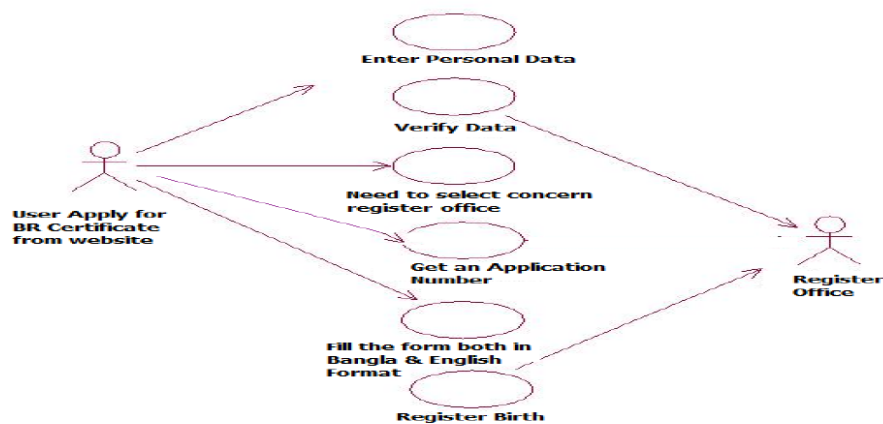 Enter Personal Data
Verify Data
Need to select concern
register office
User Apply for
BR Certificate
from website
Get an Application
Number
Register
Office
Fill the form both in
Bangla & English
Format
Register Birth